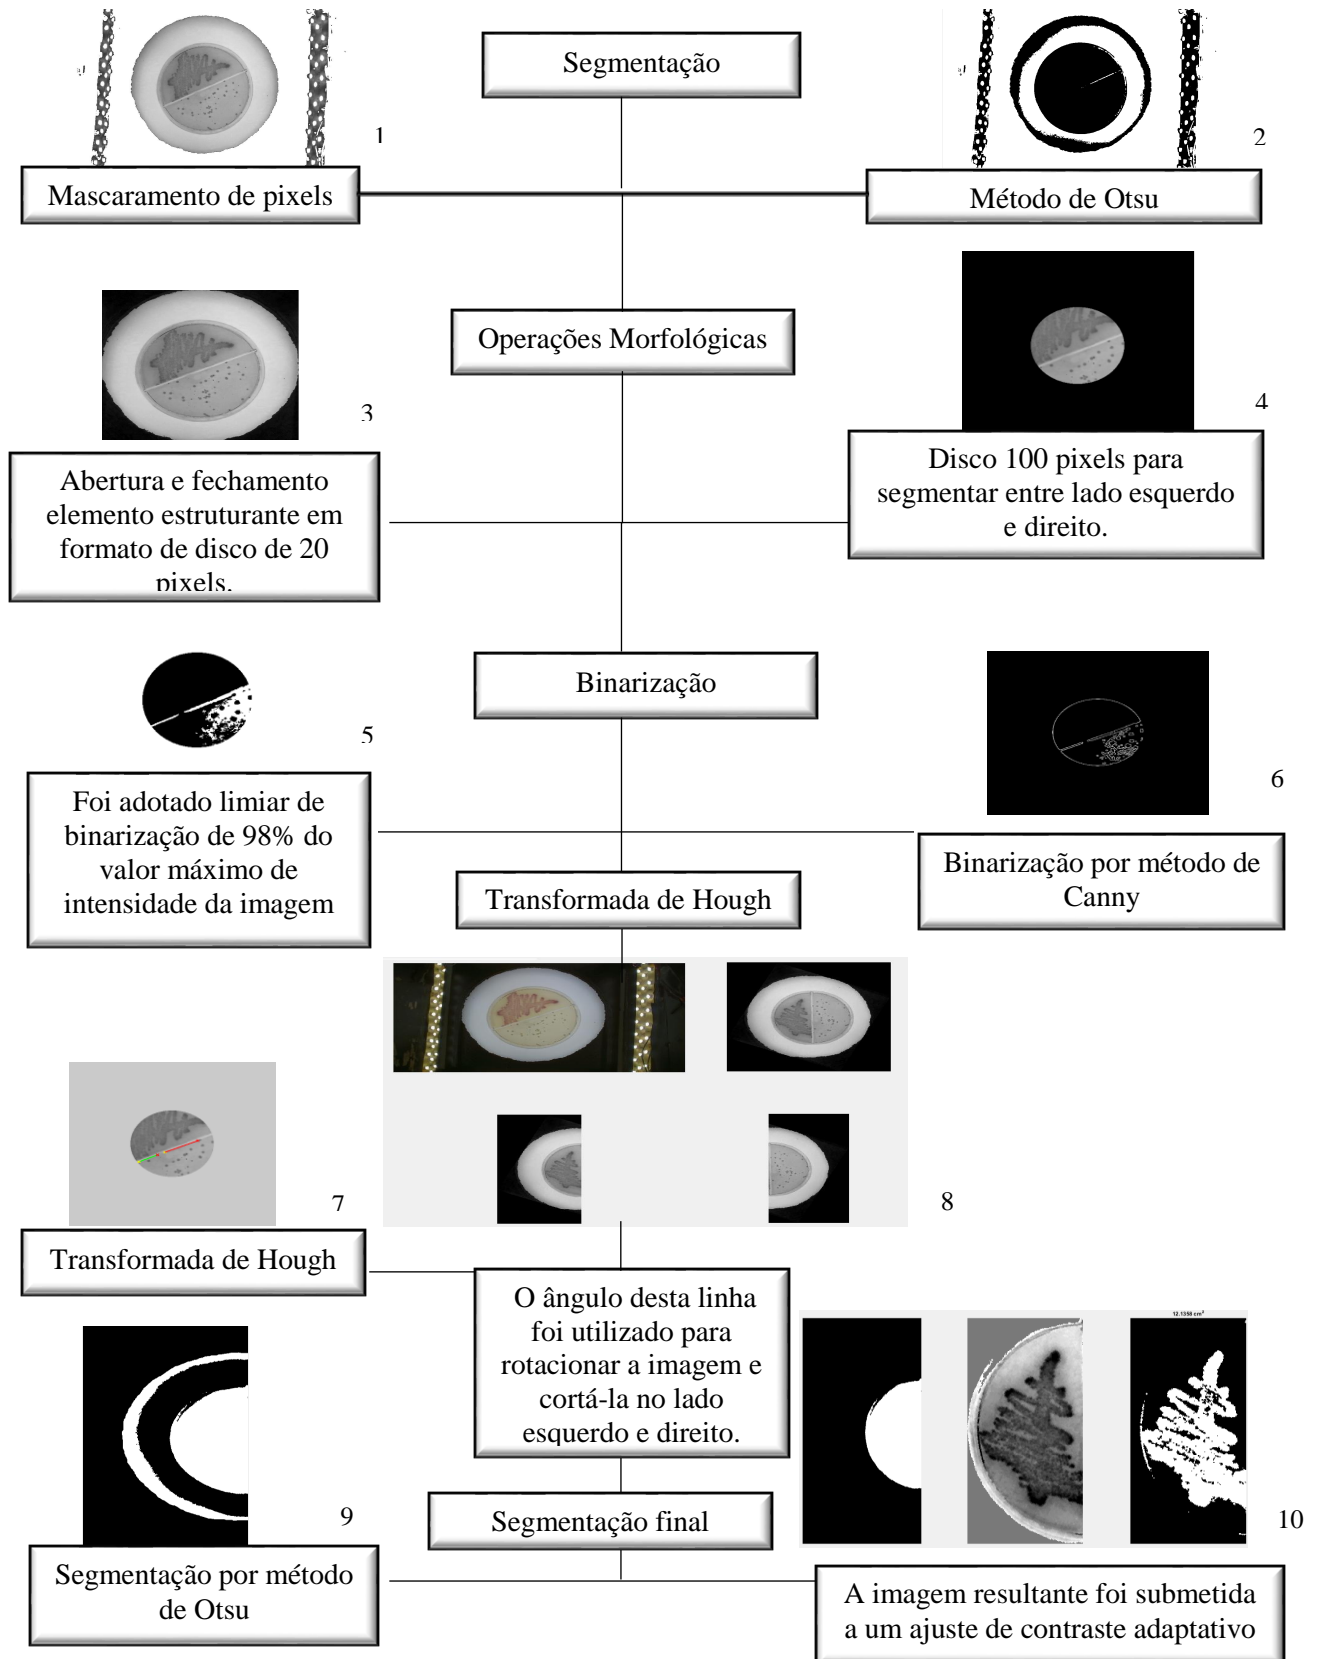 Segmentação
1
2
Mascaramento de pixels
Método de Otsu
Operações Morfológicas
3
4
Abertura e fechamento
elemento estruturante em
formato de disco de 20
pixels.
Disco 100 pixels para
segmentar entre lado esquerdo
e direito.
Binarização
5
6
Foi adotado limiar de
binarização de 98% do
valor máximo de
intensidade da imagem
Binarização por método de
Canny
Transformada de Hough
7
8
Transformada de Hough
O ângulo desta linha
foi utilizado para
rotacionar a imagem e
cortá-la no lado
esquerdo e direito.
12.1358 cm²
9
10
Segmentação final
Segmentação por método
de Otsu
A imagem resultante foi submetida
a um ajuste de contraste adaptativo